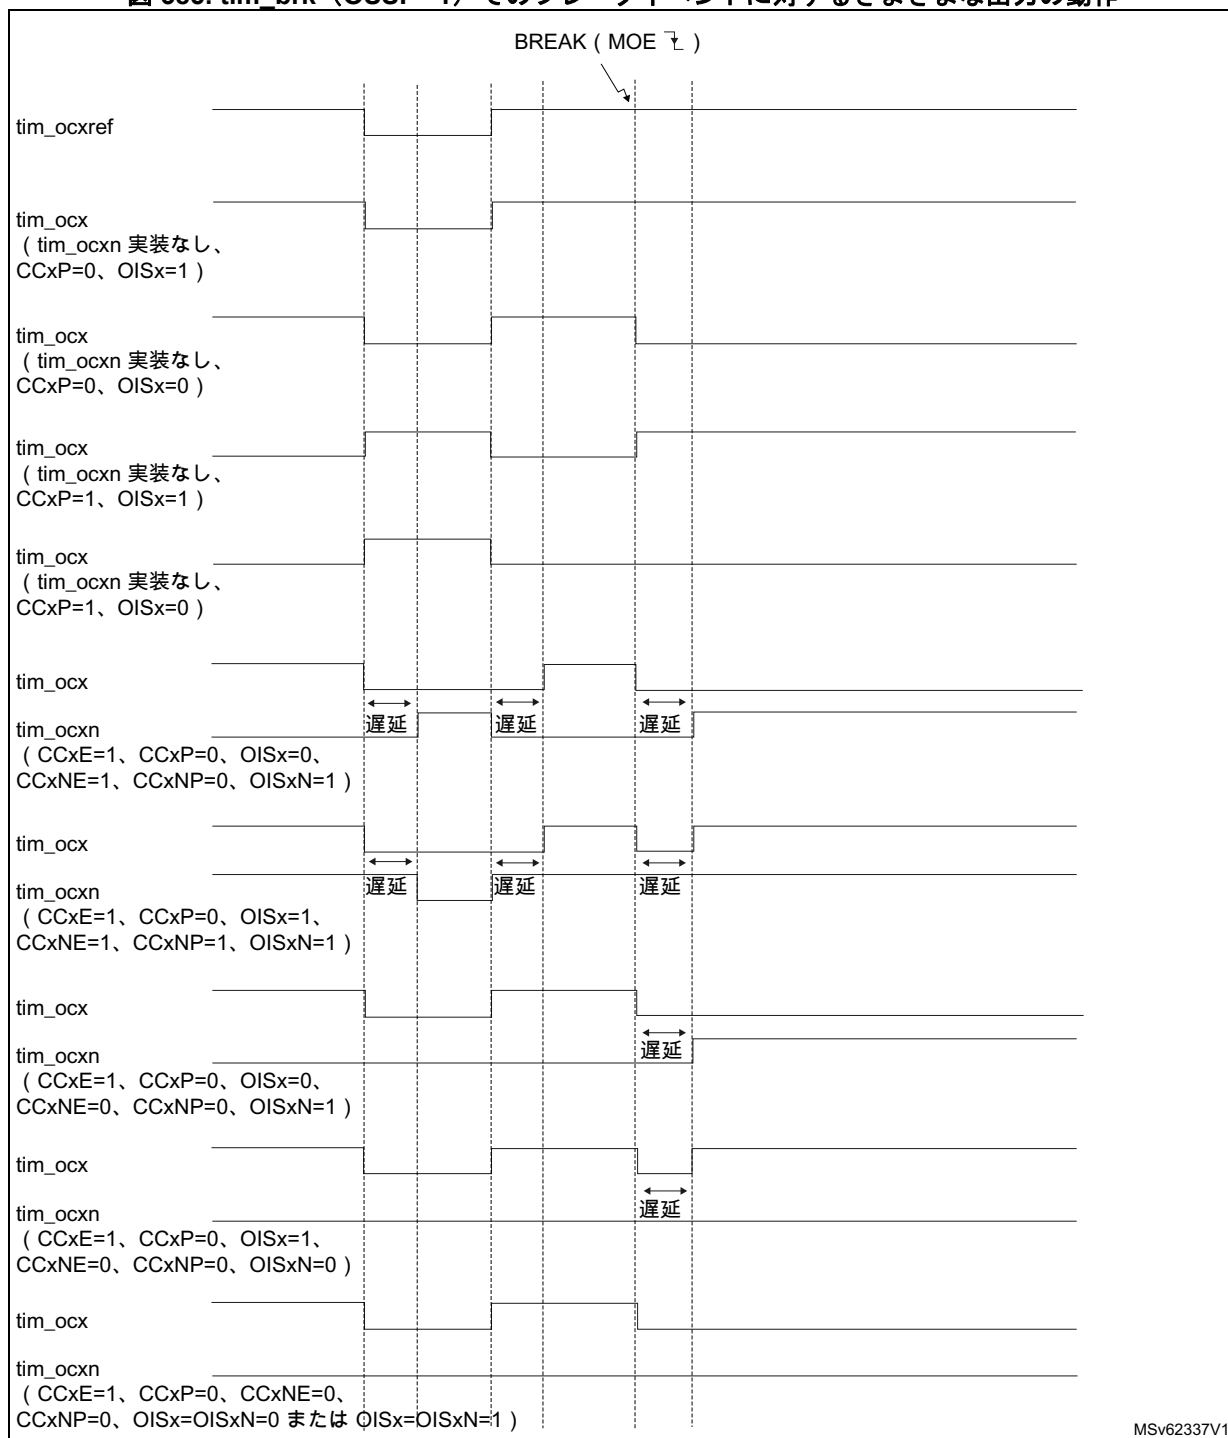 BREAK ( MOE )
tim_ocxref
tim_ocx
( tim_ocxn 実装なし、
CCxP=0、OISx=1 )
tim_ocx
( tim_ocxn 実装なし、
CCxP=0、OISx=0 )
tim_ocx
( tim_ocxn 実装なし、
CCxP=1、OISx=1 )
tim_ocx
( tim_ocxn 実装なし、
CCxP=1、OISx=0 )
tim_ocx
遅延 遅延 遅延
tim_ocxn
( CCxE=1、CCxP=0、OISx=0、
CCxNE=1、CCxNP=0、OISxN=1 )
tim_ocx
遅延 遅延 遅延
tim_ocxn
( CCxE=1、CCxP=0、OISx=1、
CCxNE=1、CCxNP=1、OISxN=1 )
tim_ocx
遅延
tim_ocxn
( CCxE=1、CCxP=0、OISx=0、
CCxNE=0、CCxNP=0、OISxN=1 )
tim_ocx
遅延
tim_ocxn
( CCxE=1、CCxP=0、OISx=1、
CCxNE=0、CCxNP=0、OISxN=0 )
tim_ocx
tim_ocxn
( CCxE=1、CCxP=0、CCxNE=0、
CCxNP=0、OISx=OISxN=0 または OISx=OISxN=1 )
MSv62337V1